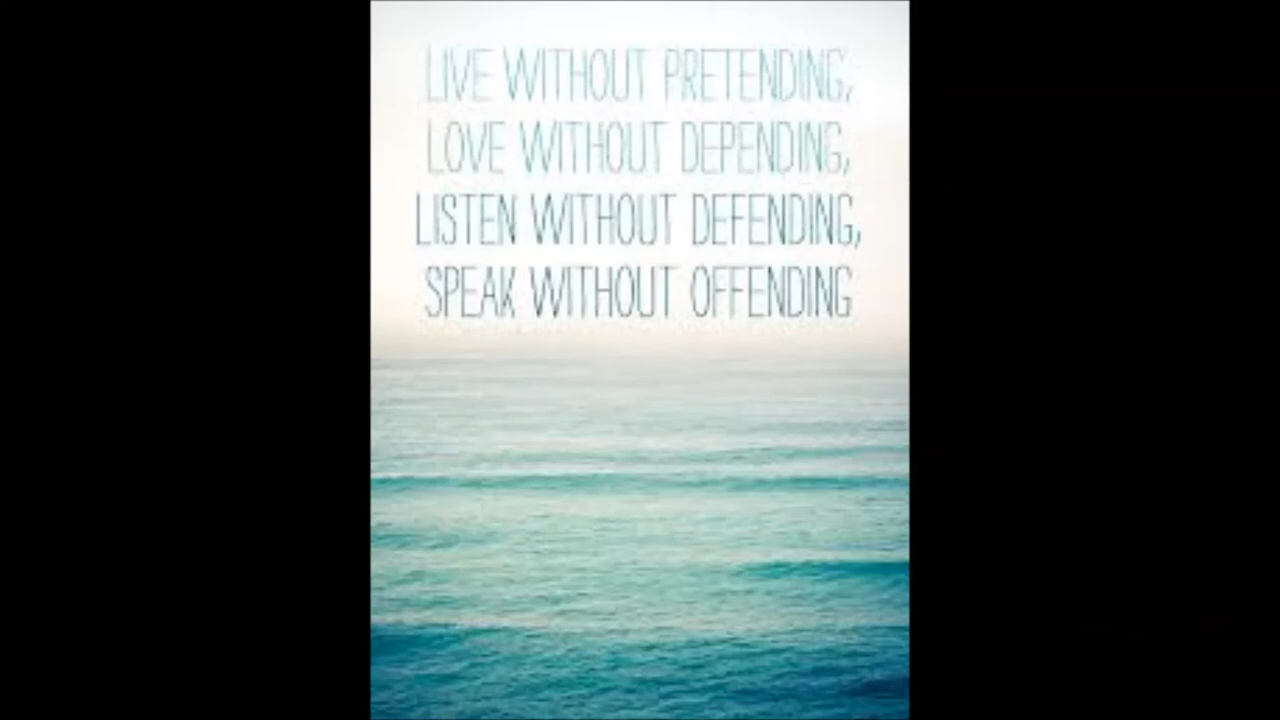 LIVE WITHOUT PRETENDING,
LOVE WITHOUT DEPENDING,
LISTEN WITHOUT DEFENDING,
SPEAK WITHOUT OFFENDING